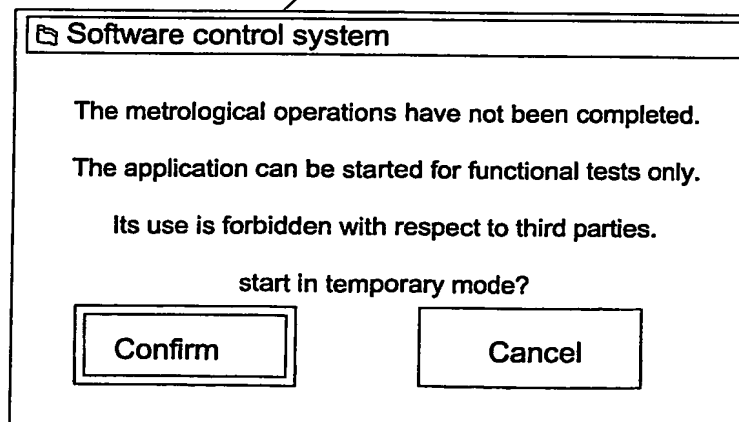 Software control system
The metrological operations have not been completed.
The application can be started for functional tests only.
Its use is forbidden with respect to third parties.
start in temporary mode?
Confirm Cancel